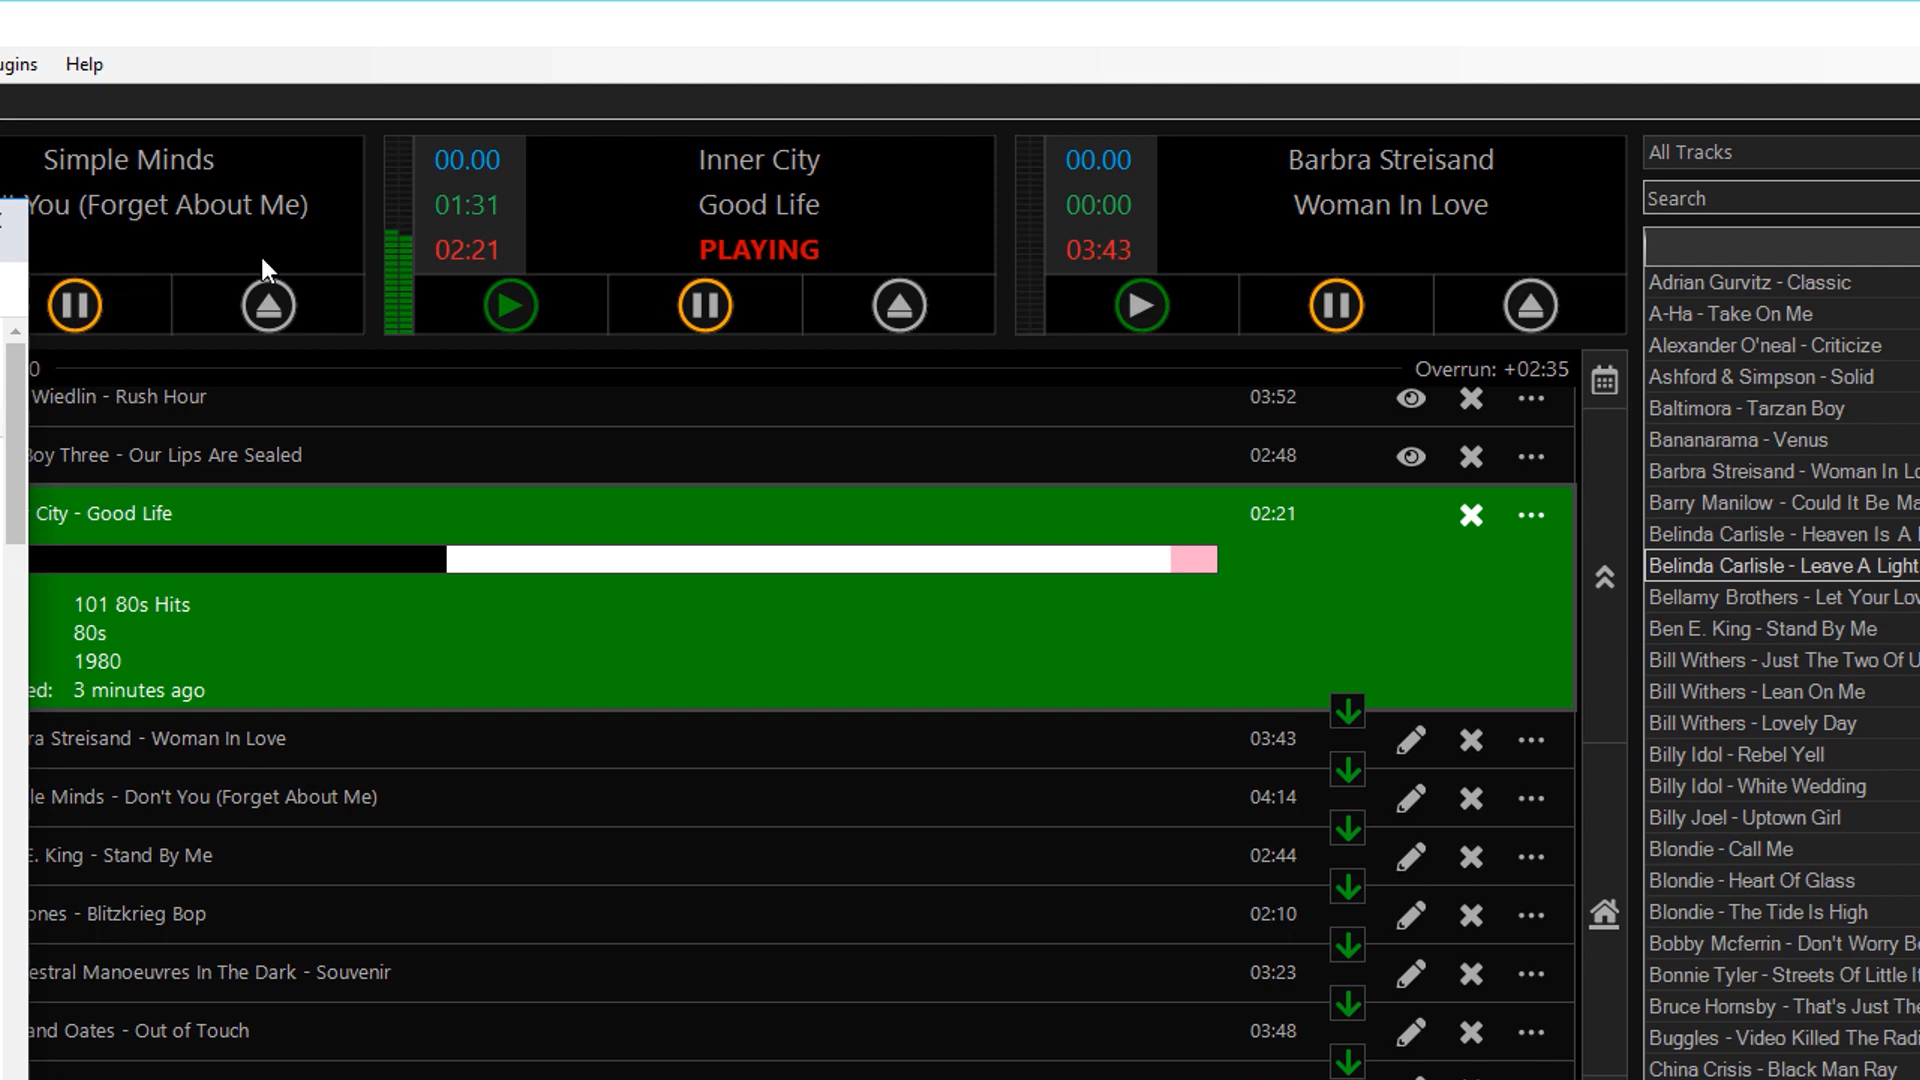 ugins Help
Simple Minds
You (Forget About Me)
00.00
01:31
02:21
Inner City
Good Life
PLAYING
00.00
00:00
03:43
Barbra Streisand
Woman In Love
All Tracks
Search
0
Overrun: +02:35
Wiedlin - Rush Hour 03:52
Boy Three - Our Lips Are Sealed 02:48
City - Good Life 02:21
101 80s Hits
80s
1980
ed: 3 minutes ago
ra Streisand - Woman In Love 03:43
le Minds - Don't You (Forget About Me) 04:14
E. King - Stand By Me 02:44
ones - Blitzkrieg Bop 02:10
estral Manoeuvres In The Dark - Souvenir 03:23
and Oates - Out of Touch 03:48
Adrian Gurvitz - Classic
A-Ha - Take On Me
Alexander O'neal - Criticize
Ashford & Simpson - Solid
Baltimora - Tarzan Boy
Bananarama - Venus
Barbra Streisand - Woman In Lo
Barry Manilow - Could It Be Ma
Belinda Carlisle - Heaven Is A
Belinda Carlisle - Leave A Light
Bellamy Brothers - Let Your Lov
Ben E. King - Stand By Me
Bill Withers - Just The Two Of U
Bill Withers - Lean On Me
Bill Withers - Lovely Day
Billy Idol - Rebel Yell
Billy Idol - White Wedding
Billy Joel - Uptown Girl
Blondie - Call Me
Blondie - Heart Of Glass
Blondie - The Tide Is High
Bobby Mcferrin - Don't Worry Be
Bonnie Tyler - Streets Of Little It
Bruce Hornsby - That's Just The
Buggles - Video Killed The Radi
China Crisis - Black Man Ray